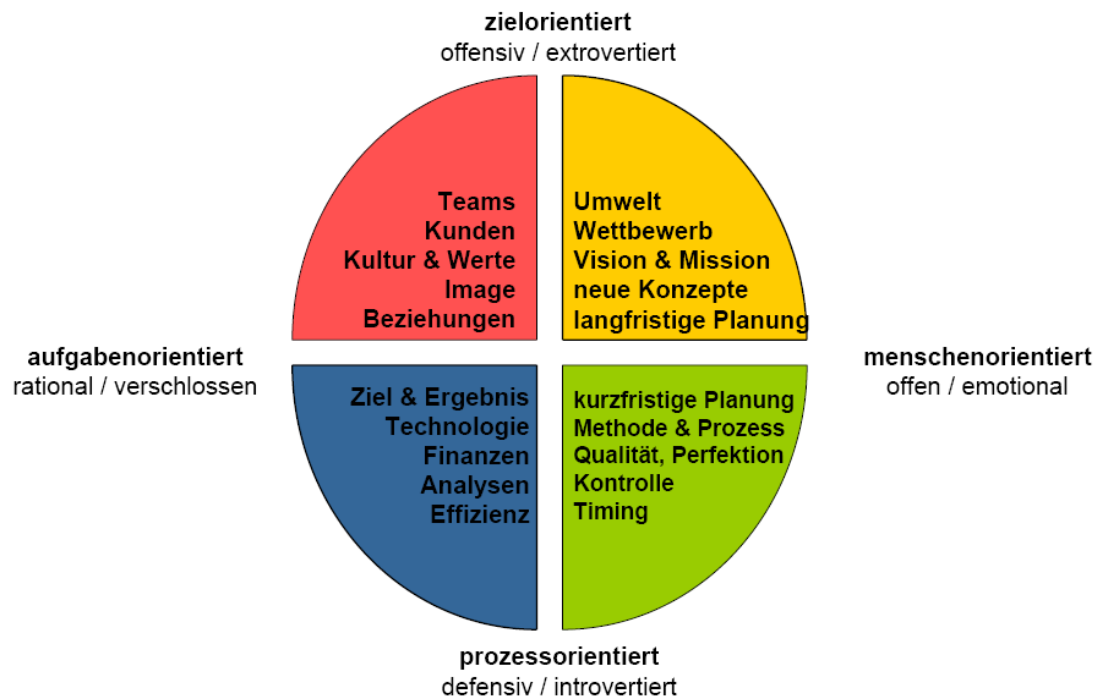 zielorientiert
offensiv / extrovertiert
Teams
Kunden
Kultur & Werte
Image
Beziehungen
Umwelt
Wettbewerb
Vision & Mission
neue Konzepte
langfristige Planung
aufgabenorientiert
rational / verschlossen
menschenorientiert
offen / emotional
Ziel & Ergebnis
Technologie
Finanzen
Analysen
Effizienz
kurzfristige Planung
Methode & Prozess
Qualität, Perfektion
Kontrolle
Timing
prozessorientiert
defensiv / introvertiert